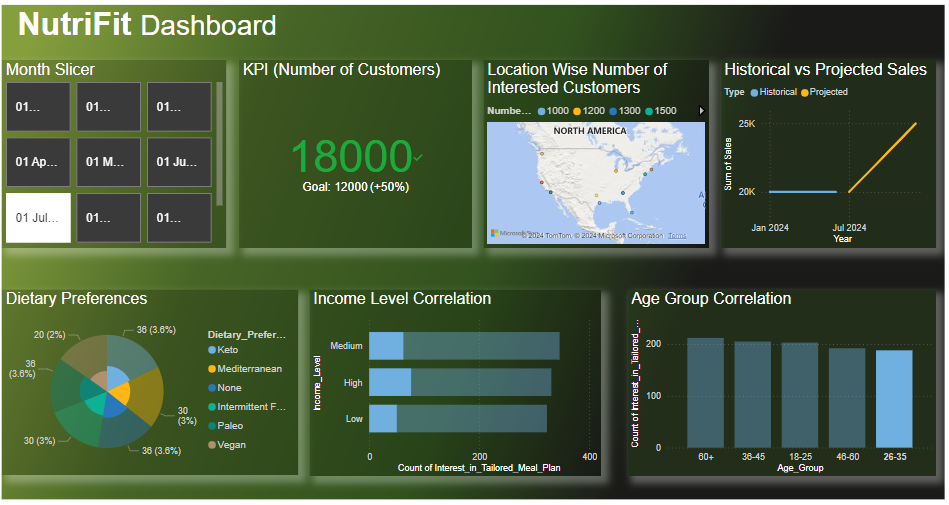 NutriFit Dashboard
Month Slicer
01...
01...
01...
01 Ap...
01 M...
01 Ju...
01 Jul...
01...
01...
KPI (Number of Customers)
18000
Goal: 12000 (+50%)
Location Wise Number of
Interested Customers
Numbe... 1000 1200 1300 1500
NORTH AMERICA
A
Microsoft
© 2024 TomTom, © 2024 Microsoft Corporation Terms
Historical vs Projected Sales
Type Historical Projected
Sum of Sales
25K
20K
Jan 2024 Jul 2024
Year
Dietary Preferences
36 (3.6%)
30
(3%)
36 (3.6%)
30 (3%)
36
(3.6%)
20 (2%)
Dietary_Prefer...
Keto
Mediterranean
None
Intermittent F...
Paleo
Vegan
Income Level Correlation
Income_Level
Medium
High
Low
0 200 400
Count of Interest_in_Tailored_Meal_Plan
Age Group Correlation
Count of Interest_in_Tailored_...
200
100
0
60+ 36-45 18-25 46-60 26-35
Age_Group